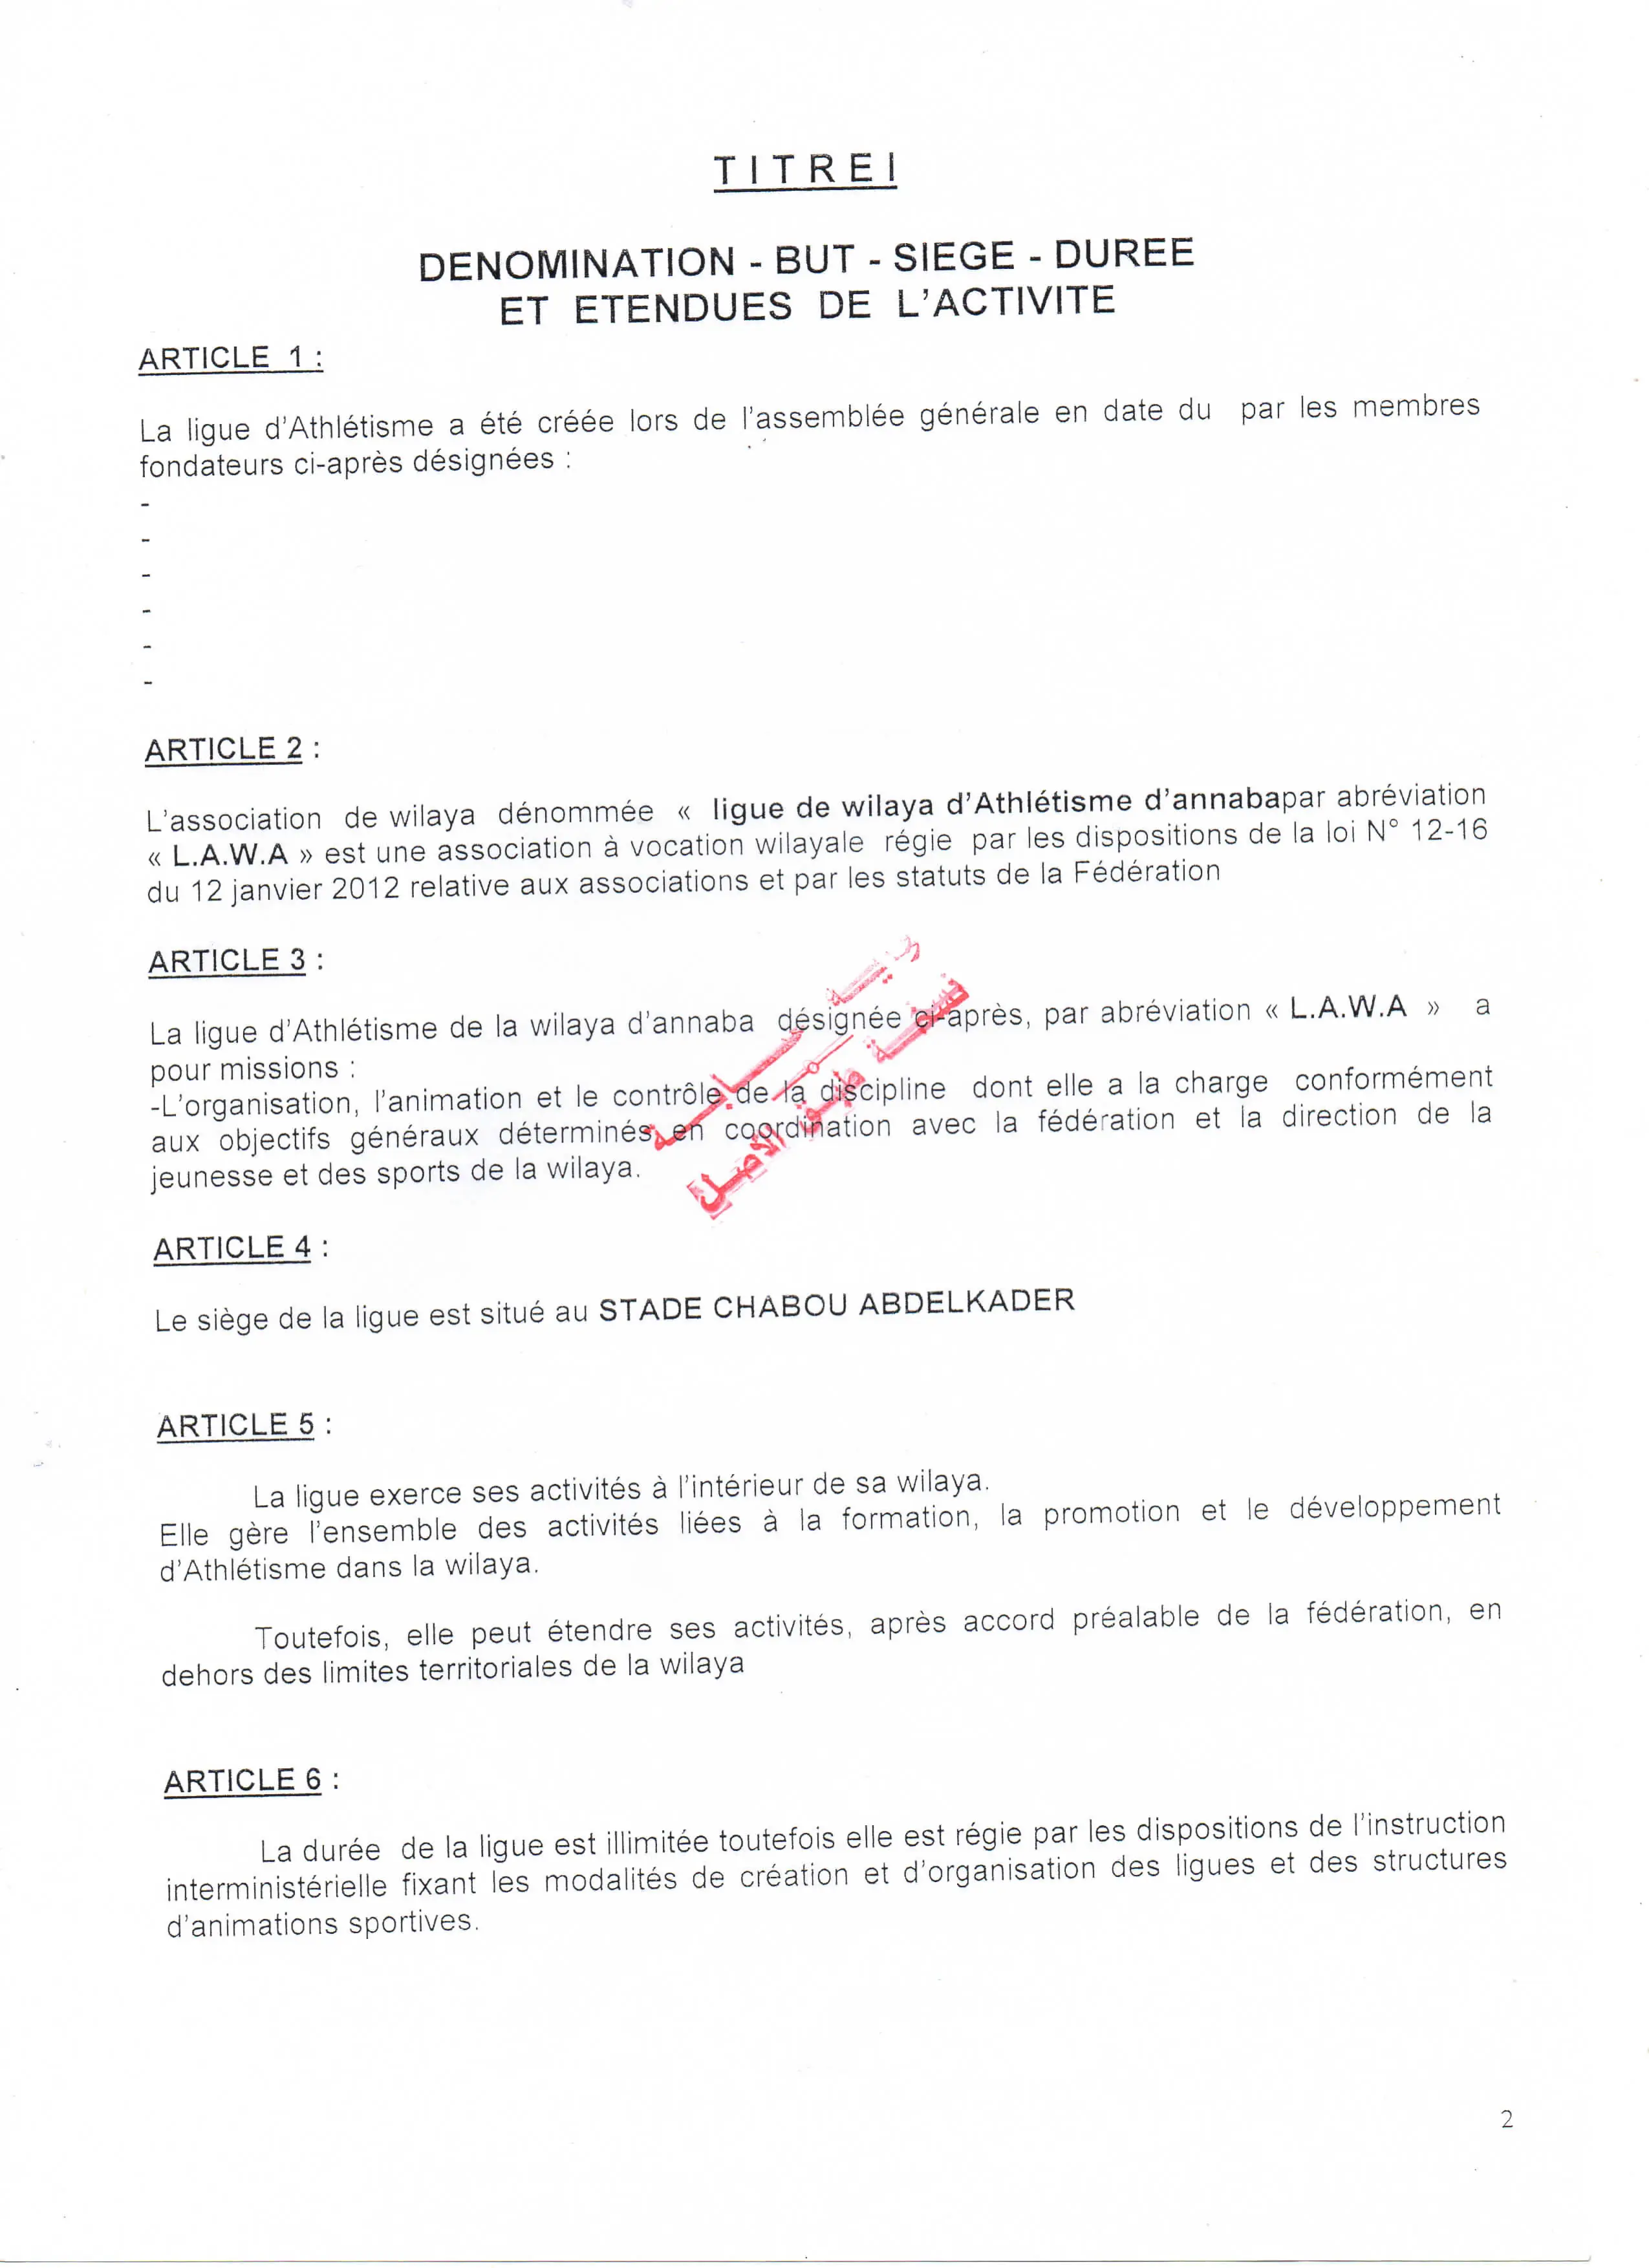 T I T R E I
DENOMINATION - BUT - SIEGE - DUREE
ET ETENDUES DE L'ACTIVITE
ARTICLE 1 :
La ligue d'Athlétisme a été créée lors de l'assemblée générale en date du par les membres
fondateurs ci-après désignées :
-
-
-
-
-
-
ARTICLE 2 :
L'association de wilaya dénommée « ligue de wilaya d'Athlétisme d'annabapar abréviation
« L.A.W.A » est une association à vocation wilayale régie par les dispositions de la loi N° 12-16
du 12 janvier 2012 relative aux associations et par les statuts de la Fédération
ARTICLE 3 :
La ligue d'Athlétisme de la wilaya d'annaba désignée ci-après, par abréviation « L.A.W.A » a
pour missions :
-L'organisation, l'animation et le contrôle de la discipline dont elle a la charge conformément
aux objectifs généraux déterminés en coordination avec la fédération et la direction de la
jeunesse et des sports de la wilaya.
طبق الأصل
ARTICLE 4 :
Le siège de la ligue est situé au STADE CHABOU ABDELKADER
ARTICLE 5 :
La ligue exerce ses activités à l'intérieur de sa wilaya.
Elle gère l'ensemble des activités liées à la formation, la promotion et le développement
d'Athlétisme dans la wilaya.
Toutefois, elle peut étendre ses activités, après accord préalable de la fédération, en
dehors des limites territoriales de la wilaya
ARTICLE 6 :
La durée de la ligue est illimitée toutefois elle est régie par les dispositions de l'instruction
interministérielle fixant les modalités de création et d'organisation des ligues et des structures
d'animations sportives.
2